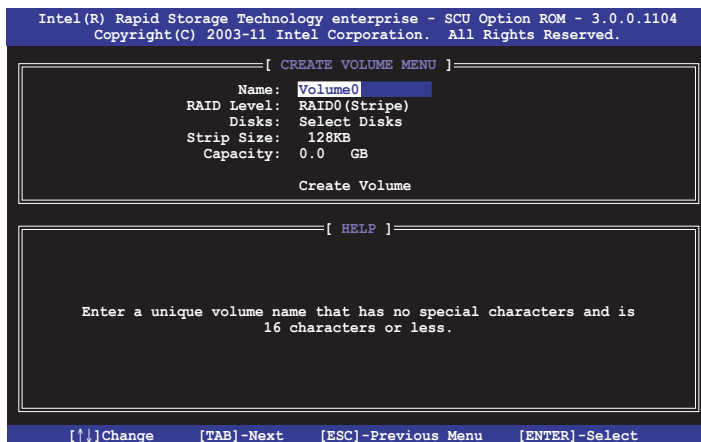 Intel(R) Rapid Storage Technology enterprise - SCU Option ROM - 3.0.0.1104
Copyright(C) 2003-11 Intel Corporation. All Rights Reserved.
[ CREATE VOLUME MENU ]
Name: Volume0
RAID Level: RAID0(Stripe)
Disks: Select Disks
Strip Size: 128KB
Capacity: 0.0 GB
Create Volume
[ HELP ]
Enter a unique volume name that has no special characters and is
16 characters or less.
[↑↓]Change [TAB]-Next [ESC]-Previous Menu [ENTER]-Select